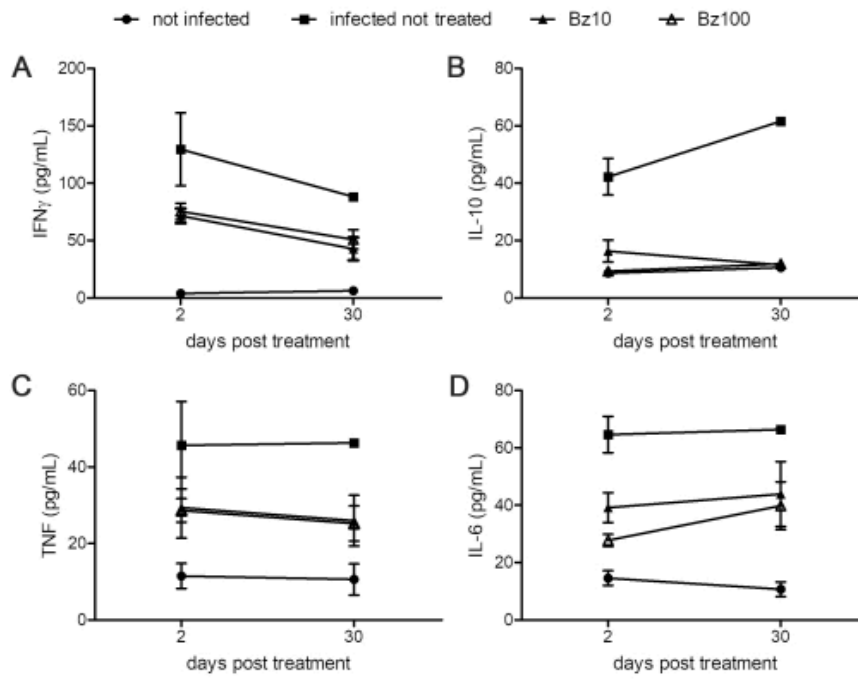 not infected infected not treated Bz10 Bz100
A
200
150
100
50
0
IFNγ (pg/mL)
2 30
days post treatment
B
80
60
40
20
0
IL-10 (pg/mL)
2 30
days post treatment
C
60
40
20
0
TNF (pg/mL)
2 30
days post treatment
D
80
60
40
20
0
IL-6 (pg/mL)
2 30
days post treatment